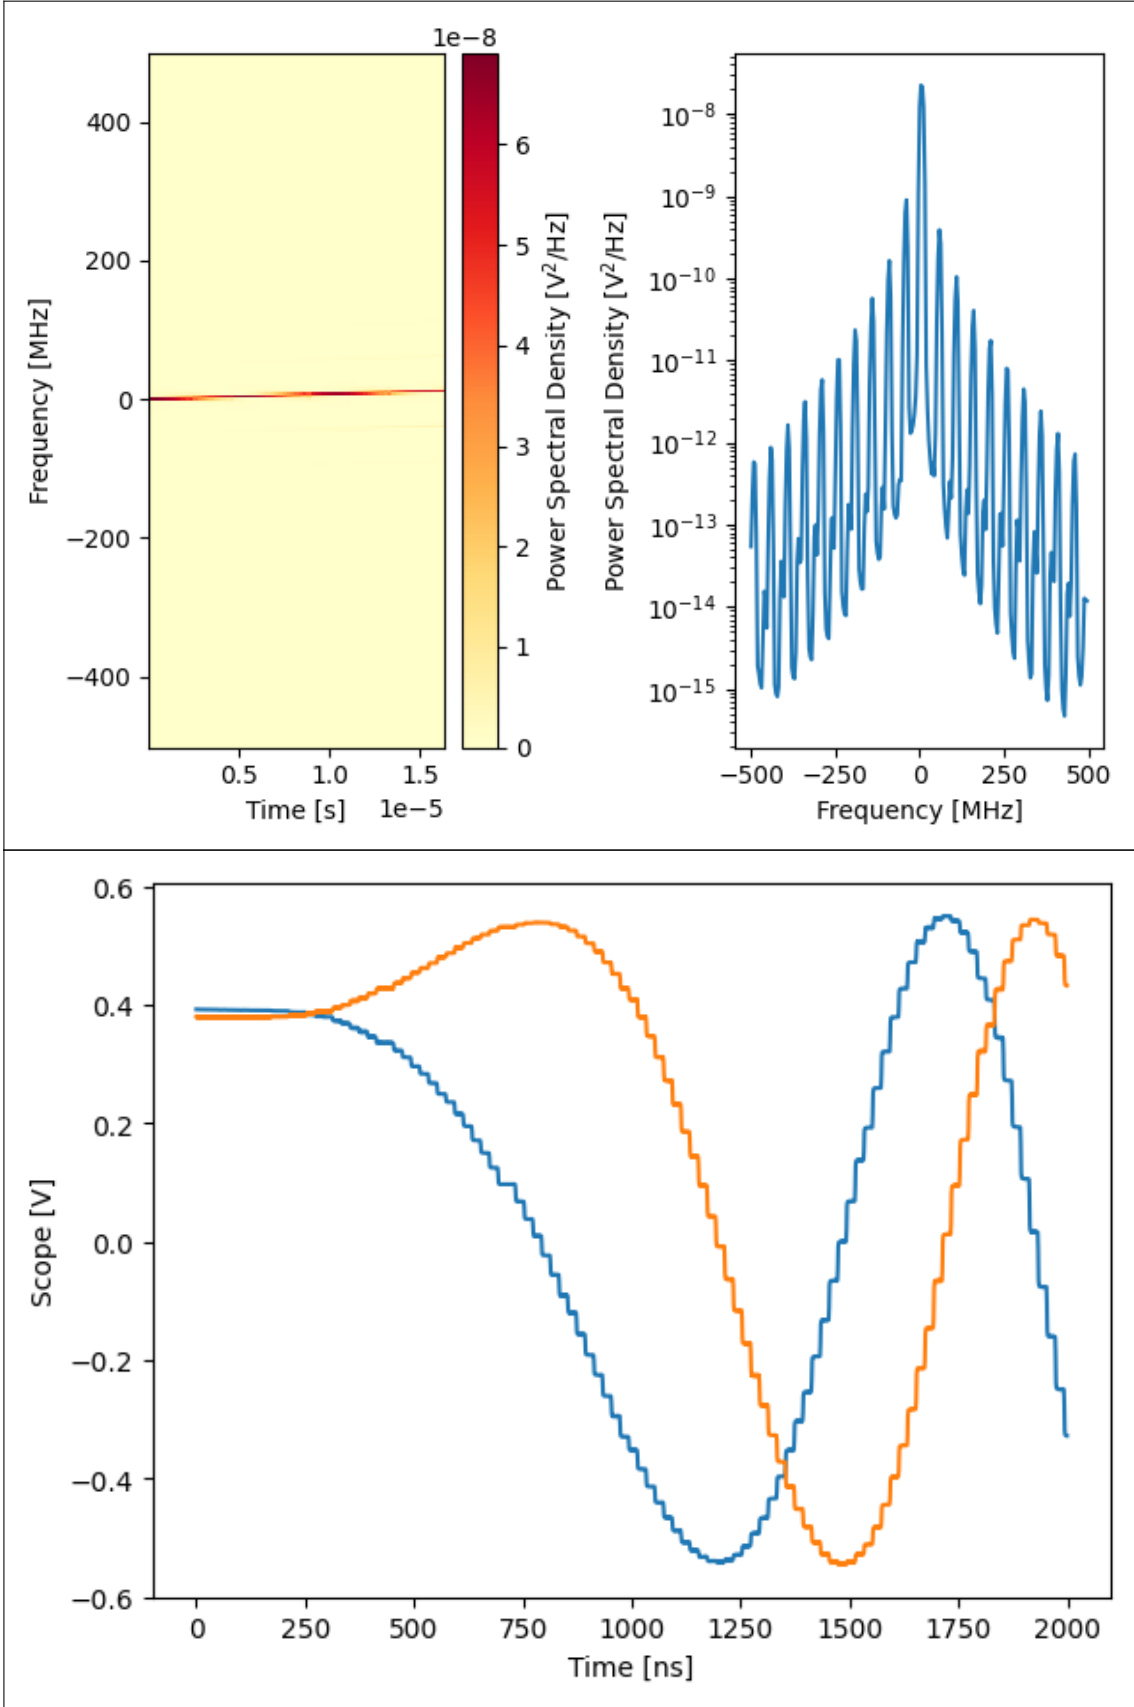 1e−8
400
200
0
−200
−400
Frequency [MHz]
0.5 1.0 1.5
Time [s] 1e−5
6
5
4
3
2
1
0
Power Spectral Density [V²/Hz]
Power Spectral Density [V²/Hz]
10⁻⁸
10⁻⁹
10⁻¹⁰
10⁻¹¹
10⁻¹²
10⁻¹³
10⁻¹⁴
10⁻¹⁵
−500 −250 0 250 500
Frequency [MHz]
0.6
0.4
0.2
0.0
−0.2
−0.4
−0.6
Scope [V]
0 250 500 750 1000 1250 1500 1750 2000
Time [ns]